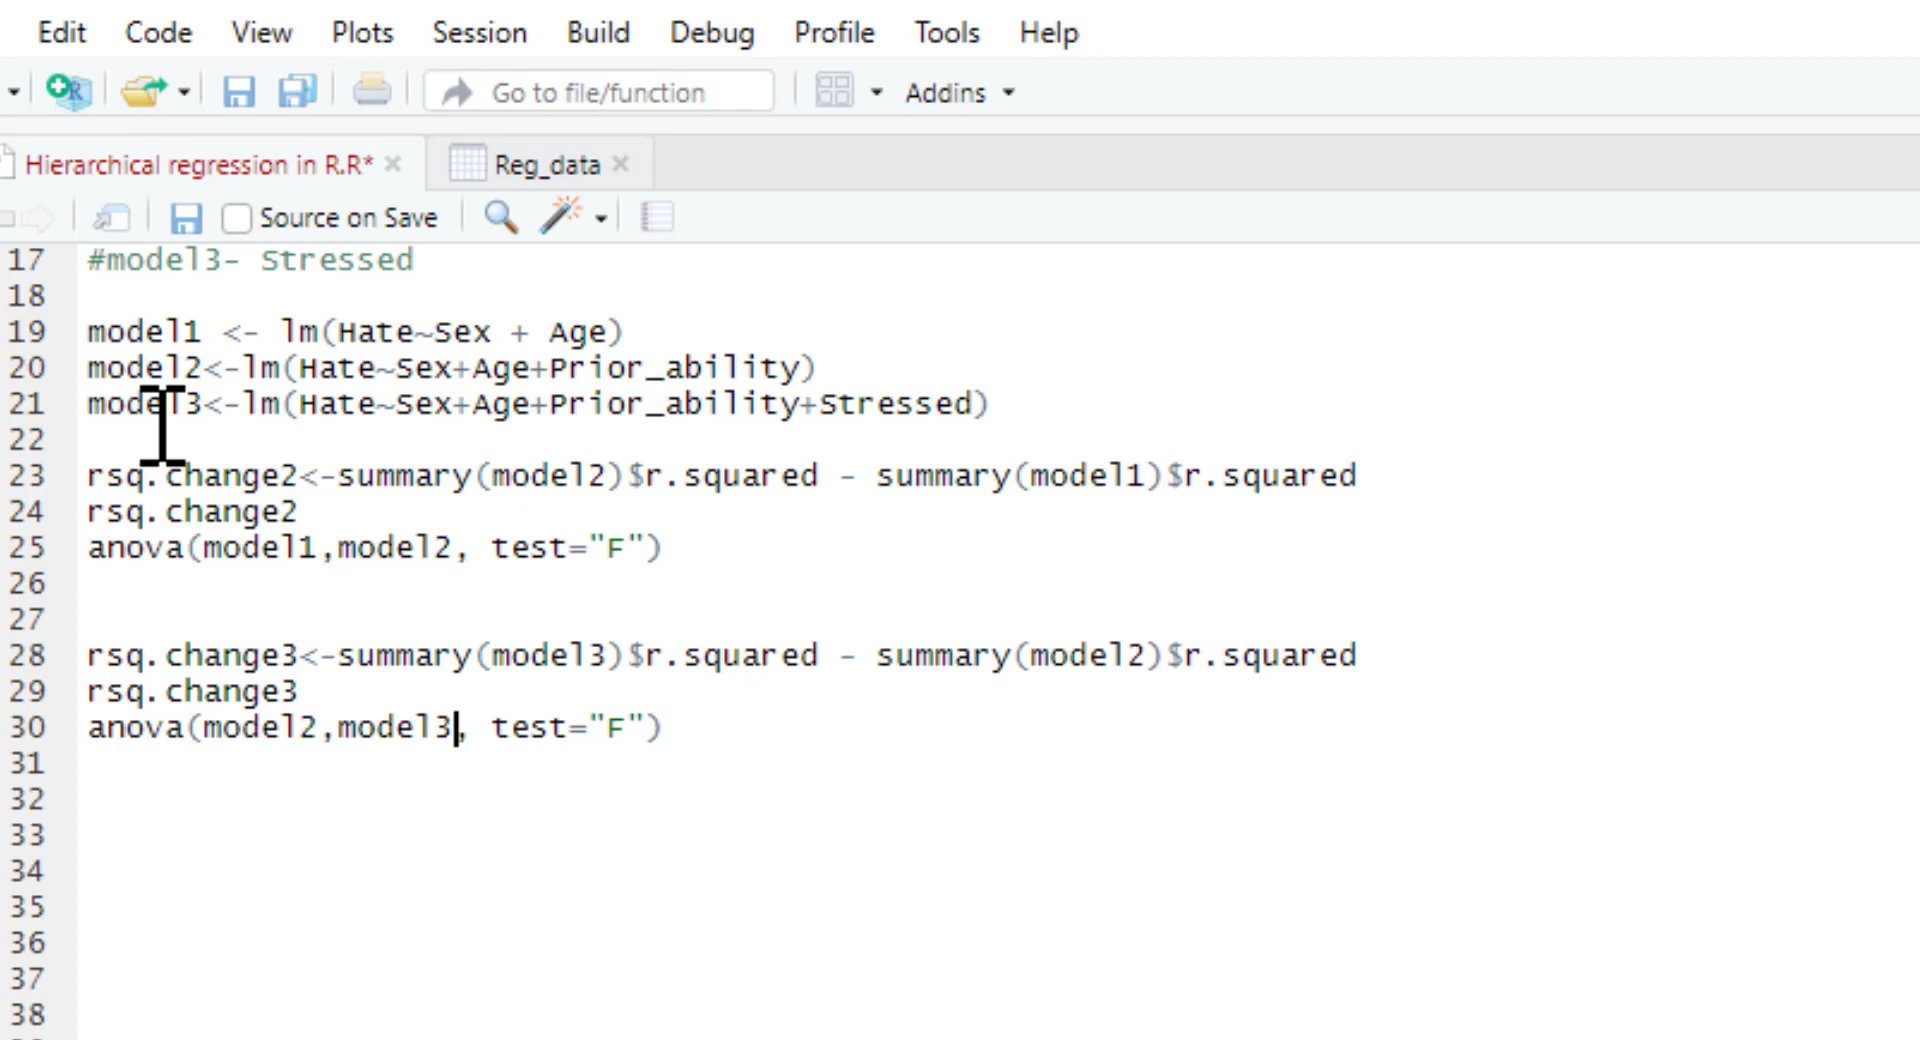 Edit Code View Plots Session Build Debug Profile Tools Help
Go to file/function Addins
Hierarchical regression in R.R* Reg_data
Source on Save
17 #model3- Stressed
18
19 model1 <- lm(Hate~Sex + Age)
20 model2<-lm(Hate~Sex+Age+Prior_ability)
21 model3<-lm(Hate~Sex+Age+Prior_ability+Stressed)
22
23 rsq.change2<-summary(model2)$r.squared - summary(model1)$r.squared
24 rsq.change2
25 anova(model1,model2, test="F")
26
27
28 rsq.change3<-summary(model3)$r.squared - summary(model2)$r.squared
29 rsq.change3
30 anova(model2,model3, test="F")
31
32
33
34
35
36
37
38